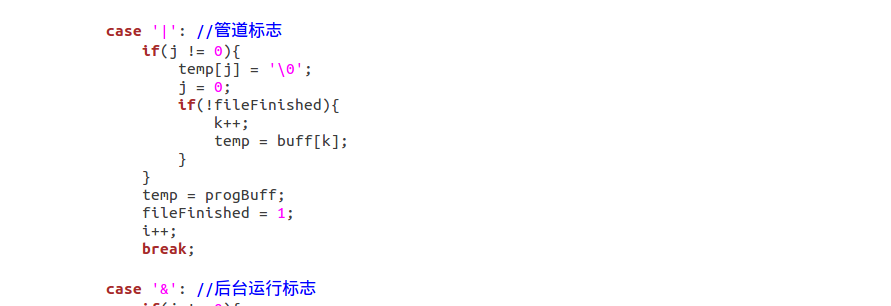 case '|': //管道标志
if(j != 0){
temp[j] = '\0';
j = 0;
if(!fileFinished){
k++;
temp = buff[k];
}
}
temp = progBuff;
fileFinished = 1;
i++;
break;
case '&': //后台运行标志